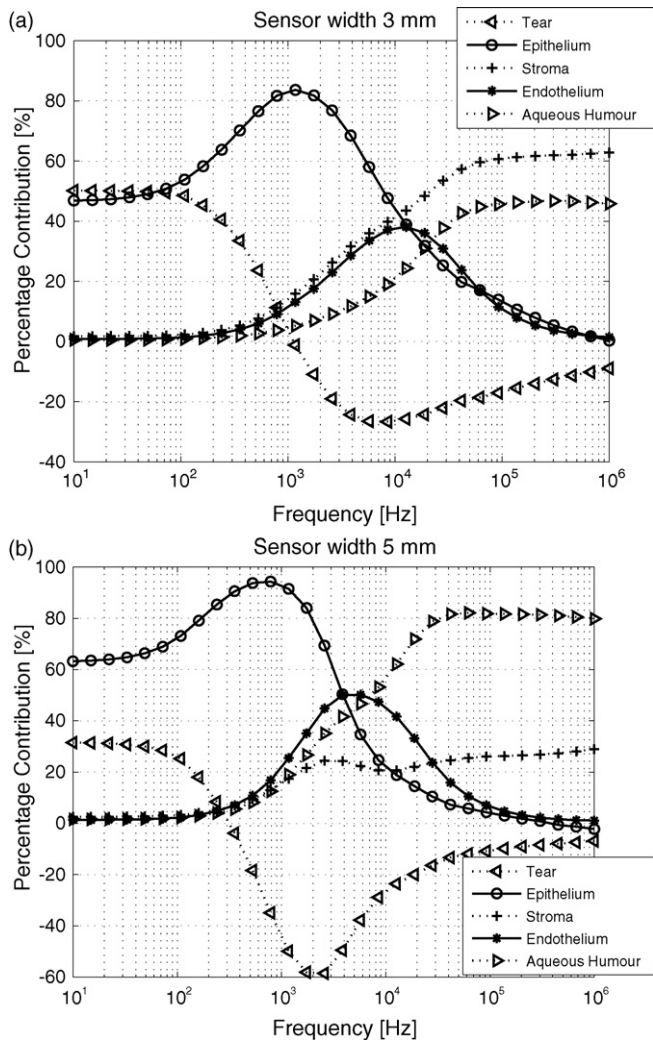 (a)
Sensor width 3 mm
Tear
Epithelium
Stroma
Endothelium
Aqueous Humour
Percentage Contribution [%]
100
80
60
40
20
0
-20
-40
10^1 10^2 10^3 10^4 10^5 10^6
Frequency [Hz]
(b)
Sensor width 5 mm
Percentage Contribution [%]
100
80
60
40
20
0
-20
-40
-60
Tear
Epithelium
Stroma
Endothelium
Aqueous Humour
10^1 10^2 10^3 10^4 10^5 10^6
Frequency [Hz]